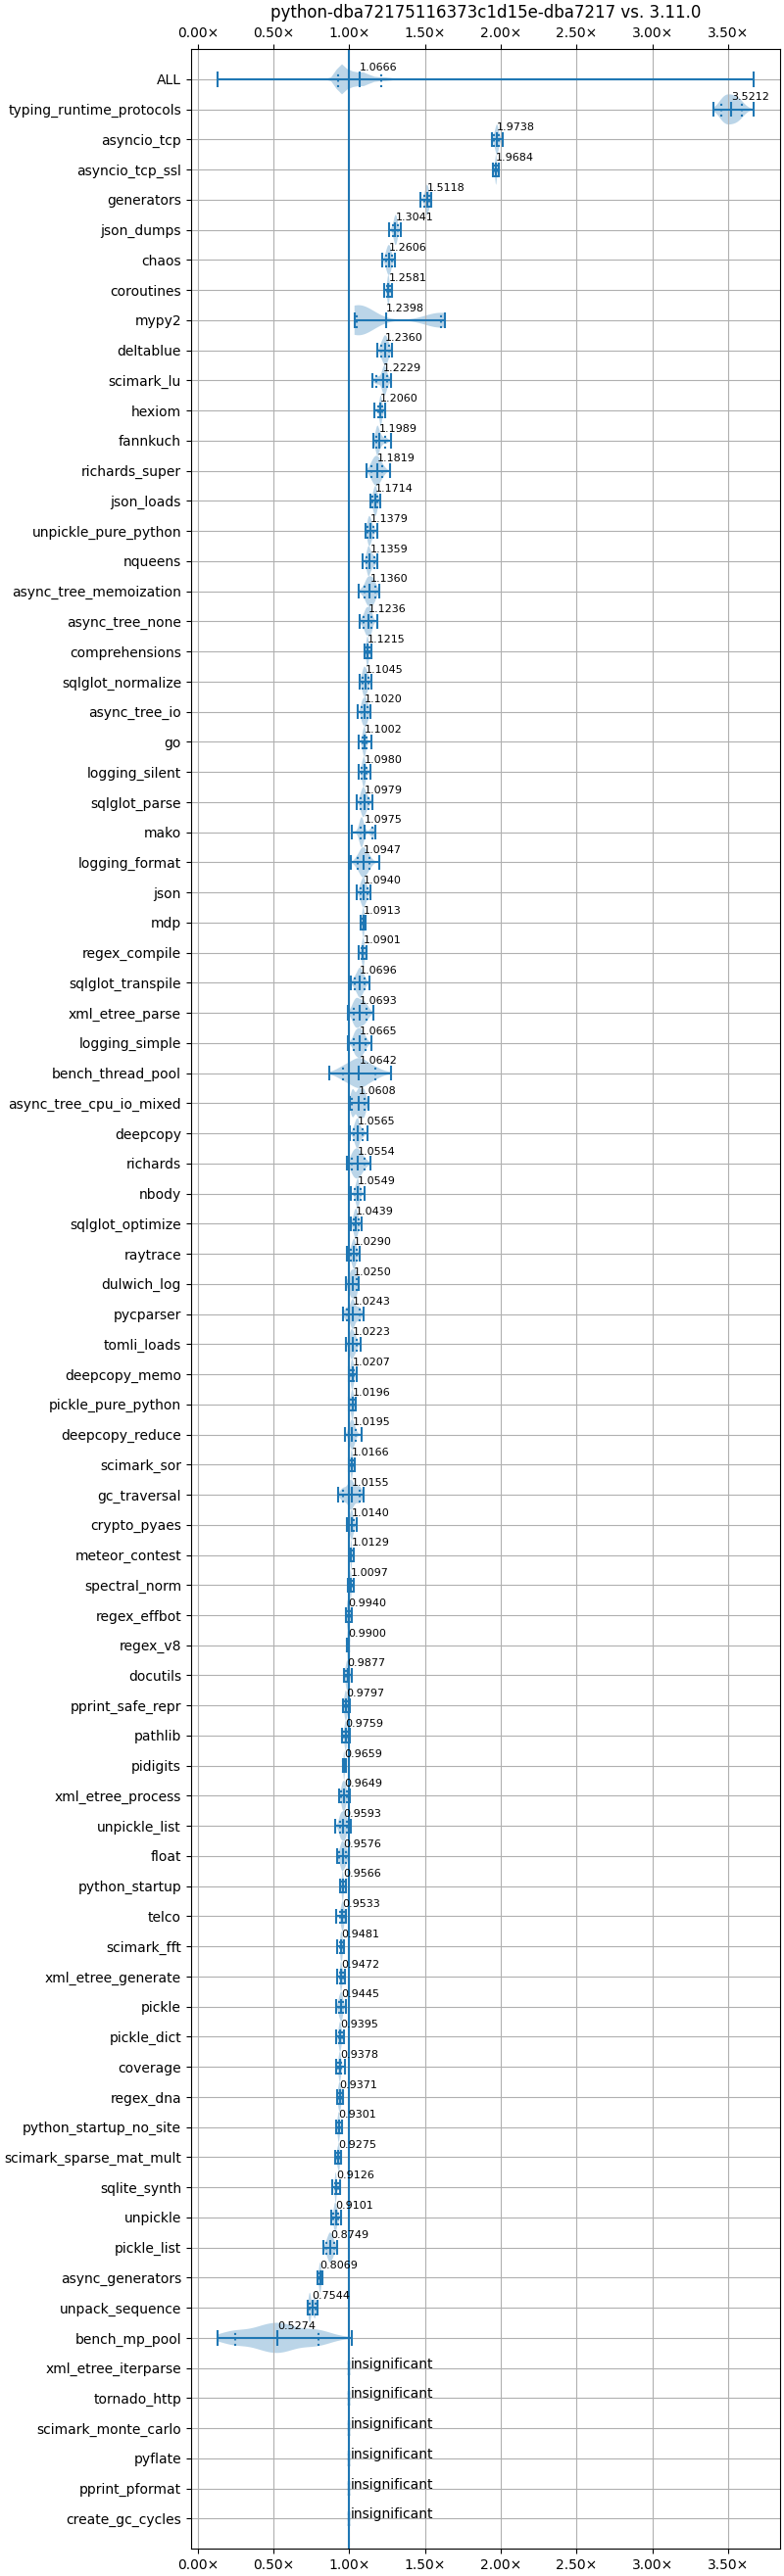 python-dba72175116373c1d15e-dba7217 vs. 3.11.0
0.00× 0.50× 1.00× 1.50× 2.00× 2.50× 3.00× 3.50×
ALL 1.0666
typing_runtime_protocols 3.5212
asyncio_tcp 1.9738
asyncio_tcp_ssl 1.9684
generators 1.5118
json_dumps 1.3041
chaos 1.2606
coroutines 1.2581
mypy2 1.2398
deltablue 1.2360
scimark_lu 1.2229
hexiom 1.2060
fannkuch 1.1989
richards_super 1.1819
json_loads 1.1714
unpickle_pure_python 1.1379
nqueens 1.1359
async_tree_memoization 1.1360
async_tree_none 1.1236
comprehensions 1.1215
sqlglot_normalize 1.1045
async_tree_io 1.1020
go 1.1002
logging_silent 1.0980
sqlglot_parse 1.0979
mako 1.0975
logging_format 1.0947
json 1.0940
mdp 1.0913
regex_compile 1.0901
sqlglot_transpile 1.0696
xml_etree_parse 1.0693
logging_simple 1.0665
bench_thread_pool 1.0642
async_tree_cpu_io_mixed 1.0608
deepcopy 1.0565
richards 1.0554
nbody 1.0549
sqlglot_optimize 1.0439
raytrace 1.0290
dulwich_log 1.0250
pycparser 1.0243
tomli_loads 1.0223
deepcopy_memo 1.0207
pickle_pure_python 1.0196
deepcopy_reduce 1.0195
scimark_sor 1.0166
gc_traversal 1.0155
crypto_pyaes 1.0140
meteor_contest 1.0129
spectral_norm 1.0097
regex_effbot 0.9940
regex_v8 0.9900
docutils 0.9877
pprint_safe_repr 0.9797
pathlib 0.9759
pidigits 0.9659
xml_etree_process 0.9649
unpickle_list 0.9593
float 0.9576
python_startup 0.9566
telco 0.9533
scimark_fft 0.9481
xml_etree_generate 0.9472
pickle 0.9445
pickle_dict 0.9395
coverage 0.9378
regex_dna 0.9371
python_startup_no_site 0.9301
scimark_sparse_mat_mult 0.9275
sqlite_synth 0.9126
unpickle 0.9101
pickle_list 0.8749
async_generators 0.8069
unpack_sequence 0.7544
bench_mp_pool 0.5274
xml_etree_iterparse insignificant
tornado_http insignificant
scimark_monte_carlo insignificant
pyflate insignificant
pprint_pformat insignificant
create_gc_cycles insignificant
0.00× 0.50× 1.00× 1.50× 2.00× 2.50× 3.00× 3.50×